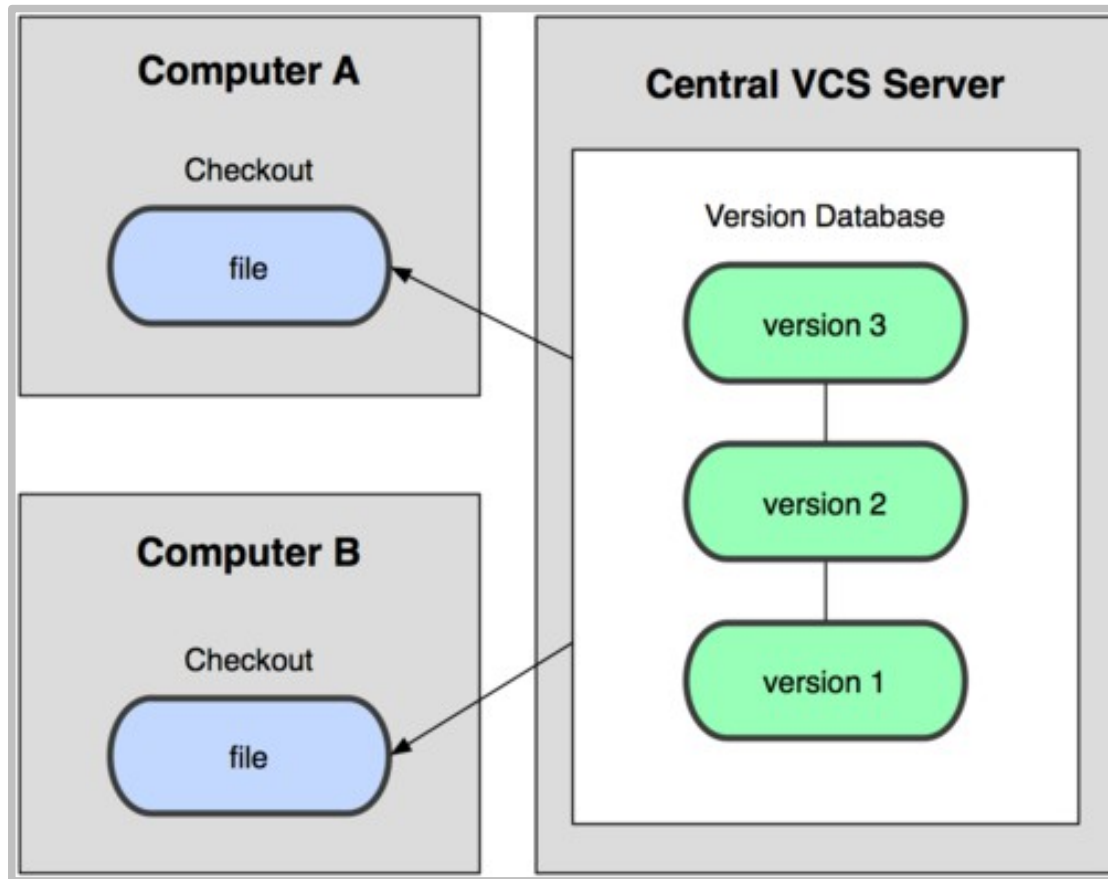 Computer A
Checkout
file
Computer B
Checkout
file
Central VCS Server
Version Database
version 3
version 2
version 1